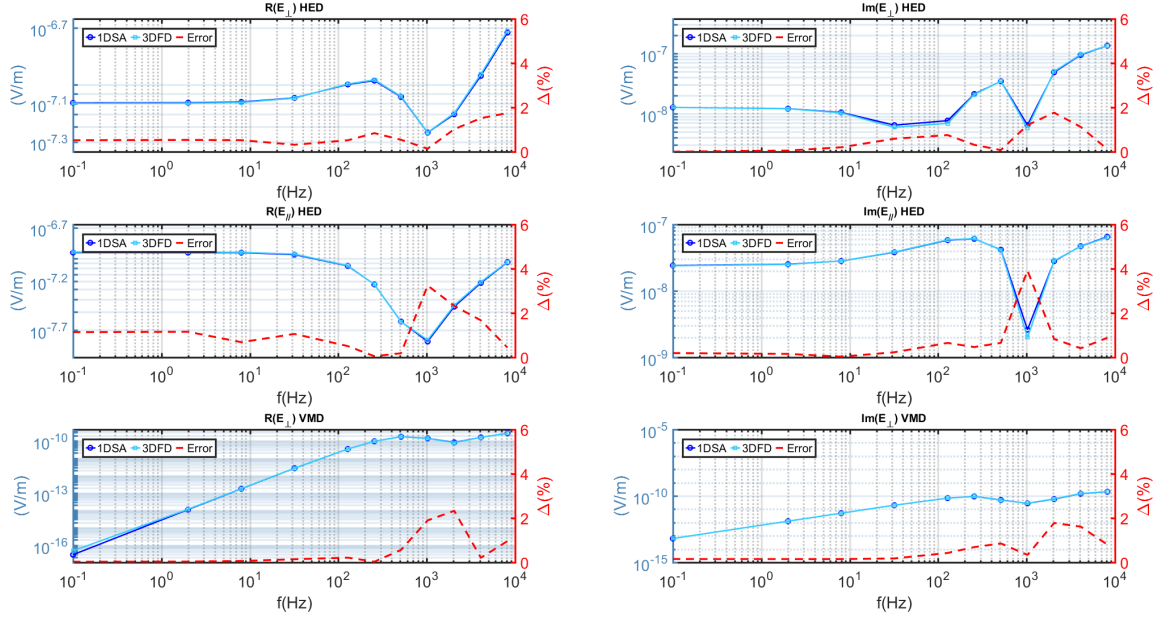 R(E⊥) HED
1DSA 3DFD Error
10^-6.7
10^-7.1
10^-7.3
(V/m)
6
4
2
0
Δ(%)
10^-1 10^0 10^1 10^2 10^3 10^4
f(Hz)
Im(E⊥) HED
1DSA 3DFD Error
10^-7
10^-8
(V/m)
6
4
2
0
Δ(%)
10^-1 10^0 10^1 10^2 10^3 10^4
f(Hz)
R(E//) HED
1DSA 3DFD Error
10^-6.7
10^-7.2
10^-7.7
(V/m)
6
4
2
0
Δ(%)
10^-1 10^0 10^1 10^2 10^3 10^4
f(Hz)
Im(E//) HED
1DSA 3DFD Error
10^-7
10^-8
10^-9
(V/m)
6
4
2
0
Δ(%)
10^-1 10^0 10^1 10^2 10^3 10^4
f(Hz)
R(E⊥) VMD
1DSA 3DFD Error
10^-10
10^-13
10^-16
(V/m)
6
4
2
0
Δ(%)
10^-1 10^0 10^1 10^2 10^3 10^4
f(Hz)
Im(E⊥) VMD
1DSA 3DFD Error
10^-5
10^-10
10^-15
(V/m)
6
4
2
0
Δ(%)
10^-1 10^0 10^1 10^2 10^3 10^4
f(Hz)